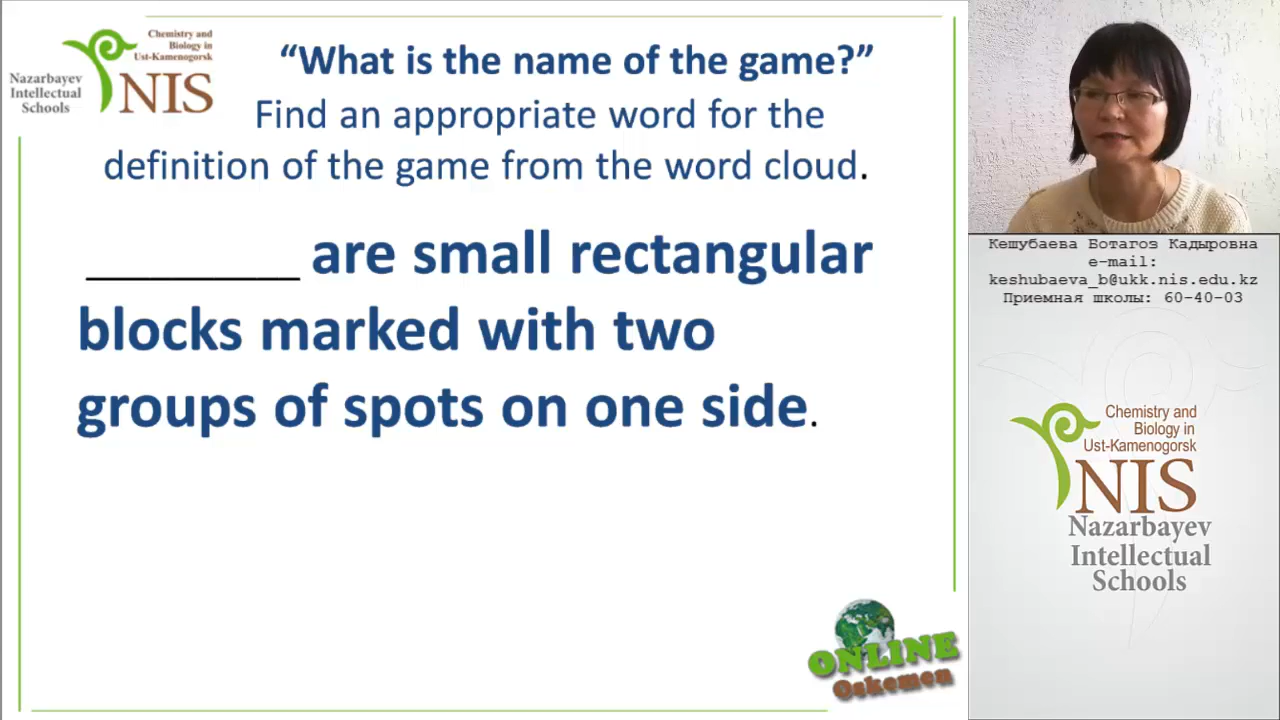 Chemistry and
Biology in
Ust-Kamenogorsk
Nazarbayev
Intellectual
Schools
NIS
“What is the name of the game?”
Find an appropriate word for the
definition of the game from the word cloud.
__________ are small rectangular
blocks marked with two
groups of spots on one side.
ONLINE
Oskemen
Кешубаева Ботагоз Кадыровна
e-mail:
keshubaeva_b@ukk.nis.edu.kz
Приемная школы: 60-40-03
Chemistry and
Biology in
Ust-Kamenogorsk
NIS
Nazarbayev
Intellectual
Schools